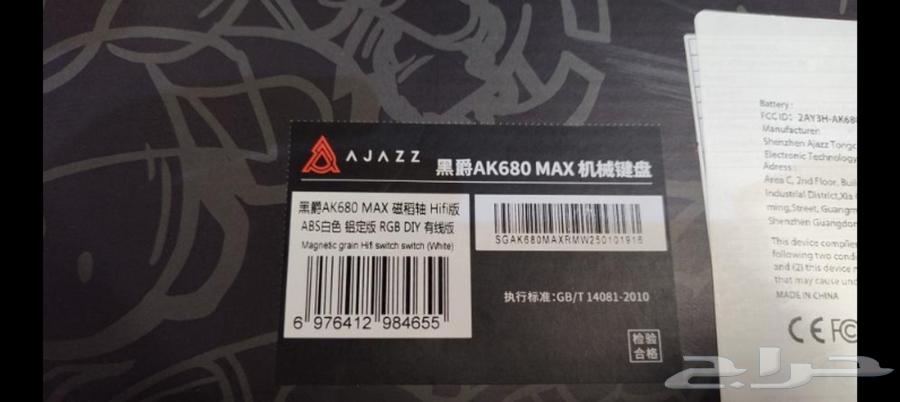 AJAZZ
黑爵AK680 MAX 机械键盘
黑爵AK680 MAX 磁稻轴 Hifi版
ABS白色 铝定版 RGB DIY 有线版
Magnetic grain Hifi switch switch (White)
6 976412 984655
SGAK680MAXRMW250101916
执行标准:GB/T 14081-2010
检验
合格
Battery :
FCC ID: 2AY3H-AK680
Manufacturer:
Shenzhen Ajazz Tongc
Electronic Technology
Adress :
Area C, 2nd Floor, Buil
Industrial District,Xia
ming,Street, Guangm
Shenzhen Guangdon
This device complies
following two condi
and (2) this device
that may cause und
MADE IN CHINA
CE FC
حراج